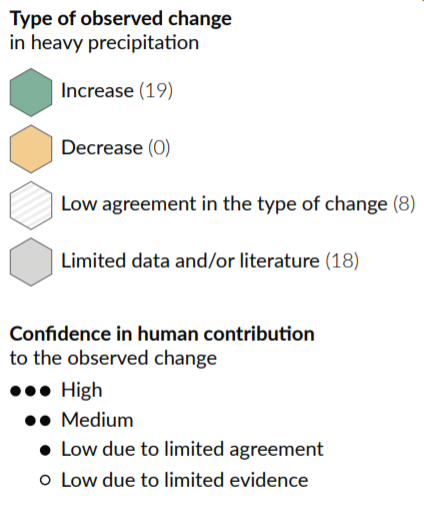 Type of observed change
in heavy precipitation
Increase (19)
Decrease (0)
Low agreement in the type of change (8)
Limited data and/or literature (18)
Confidence in human contribution
to the observed change
●●● High
●● Medium
● Low due to limited agreement
○ Low due to limited evidence